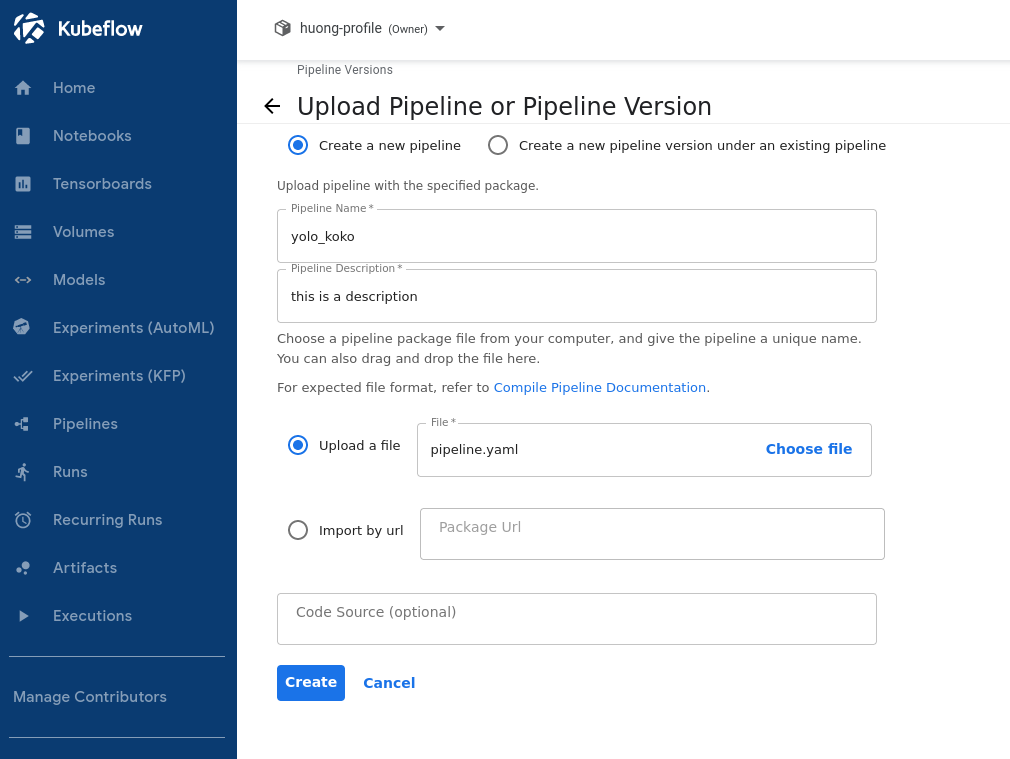 Kubeflow
Home
Notebooks
Tensorboards
Volumes
Models
Experiments (AutoML)
Experiments (KFP)
Pipelines
Runs
Recurring Runs
Artifacts
Executions
Manage Contributors
huong-profile (Owner)
Pipeline Versions
Upload Pipeline or Pipeline Version
Create a new pipeline
Create a new pipeline version under an existing pipeline
Upload pipeline with the specified package.
Pipeline Name *
yolo_koko
Pipeline Description *
this is a description
Choose a pipeline package file from your computer, and give the pipeline a unique name.
You can also drag and drop the file here.
For expected file format, refer to Compile Pipeline Documentation.
Upload a file
File *
pipeline.yaml
Choose file
Import by url
Package Url
Code Source (optional)
Create
Cancel